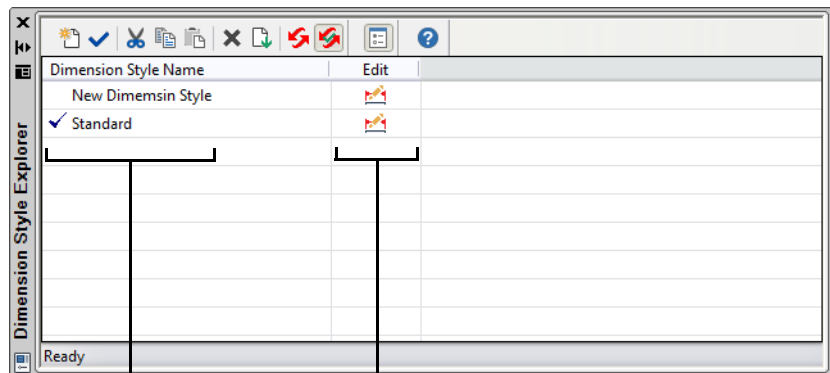 Dimension Style Explorer
Dimension Style Name Edit
New Dimemsin Style
Standard
Ready